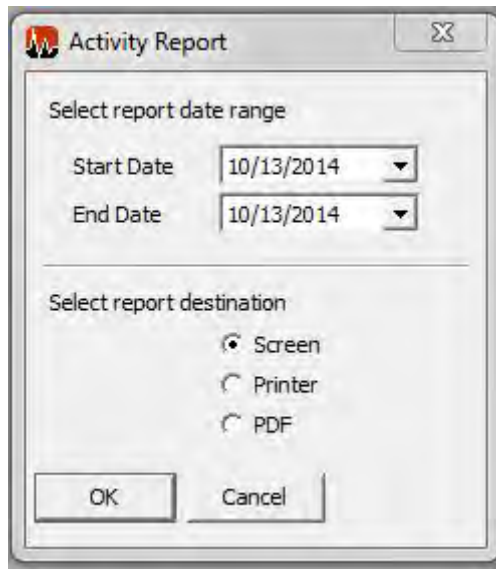 Activity Report
Select report date range
Start Date 10/13/2014
End Date 10/13/2014
Select report destination
Screen
Printer
PDF
OK Cancel